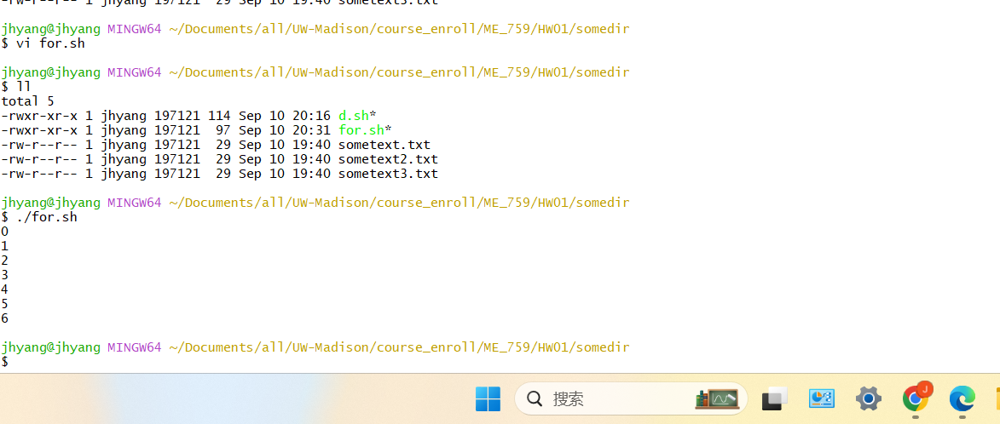 -rw-r--r-- 1 jhyang 197121  29 Sep 10 19:40 sometext3.txt
jhyang@jhyang MINGW64 ~/Documents/all/UW-Madison/course_enroll/ME_759/HW01/somedir
$ vi for.sh
jhyang@jhyang MINGW64 ~/Documents/all/UW-Madison/course_enroll/ME_759/HW01/somedir
$ ll
total 5
-rwxr-xr-x 1 jhyang 197121 114 Sep 10 20:16 d.sh*
-rwxr-xr-x 1 jhyang 197121  97 Sep 10 20:31 for.sh*
-rw-r--r-- 1 jhyang 197121  29 Sep 10 19:40 sometext.txt
-rw-r--r-- 1 jhyang 197121  29 Sep 10 19:40 sometext2.txt
-rw-r--r-- 1 jhyang 197121  29 Sep 10 19:40 sometext3.txt
jhyang@jhyang MINGW64 ~/Documents/all/UW-Madison/course_enroll/ME_759/HW01/somedir
$ ./for.sh
0
1
2
3
4
5
6
jhyang@jhyang MINGW64 ~/Documents/all/UW-Madison/course_enroll/ME_759/HW01/somedir
$
搜索
J